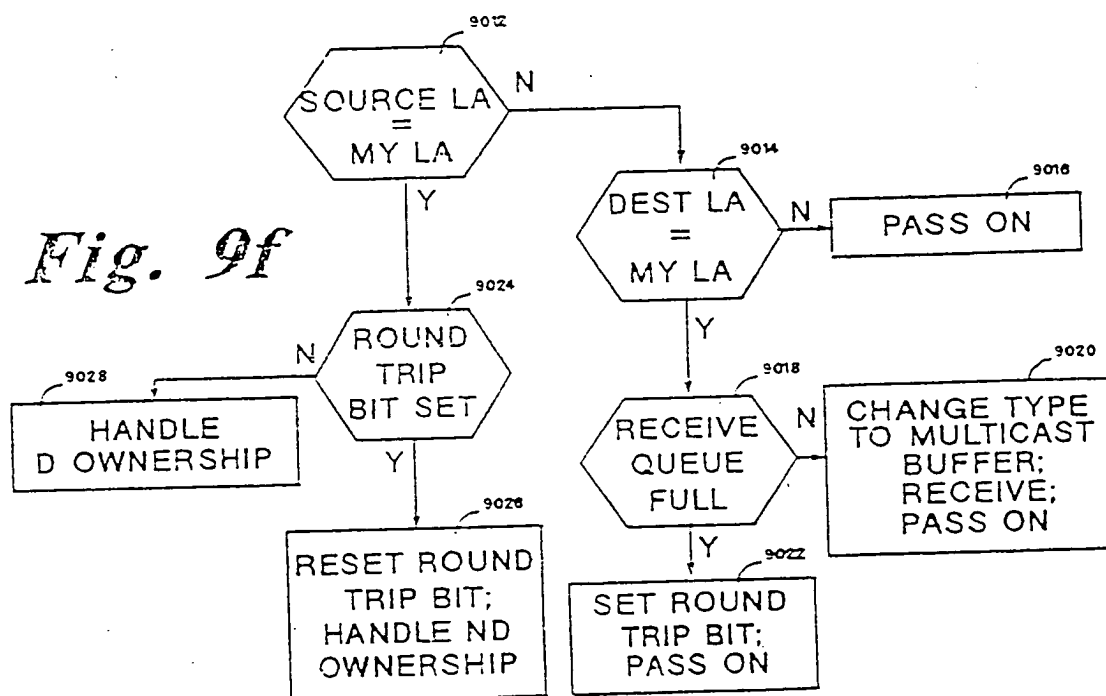 9012
SOURCE LA
=
MY LA
N
Y
9014
DEST LA
=
MY LA
N
Y
9016
PASS ON
Fig. 9f
9024
ROUND
TRIP
BIT SET
N
Y
9028
HANDLE
D OWNERSHIP
9018
RECEIVE
QUEUE
FULL
N
Y
9020
CHANGE TYPE
TO MULTICAST
BUFFER;
RECEIVE;
PASS ON
9026
RESET ROUND
TRIP BIT;
HANDLE ND
OWNERSHIP
9022
SET ROUND
TRIP BIT;
PASS ON